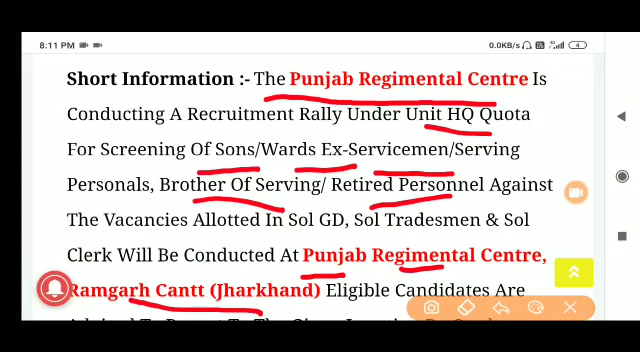 8:11 PM
0.0KB/s
4G
4
Short Information :- The Punjab Regimental Centre Is
Conducting A Recruitment Rally Under Unit HQ Quota
For Screening Of Sons/Wards Ex-Servicemen/Serving
Personals, Brother Of Serving/ Retired Personnel Against
The Vacancies Allotted In Sol GD, Sol Tradesmen & Sol
Clerk Will Be Conducted At Punjab Regimental Centre,
Ramgarh Cantt (Jharkhand) Eligible Candidates Are